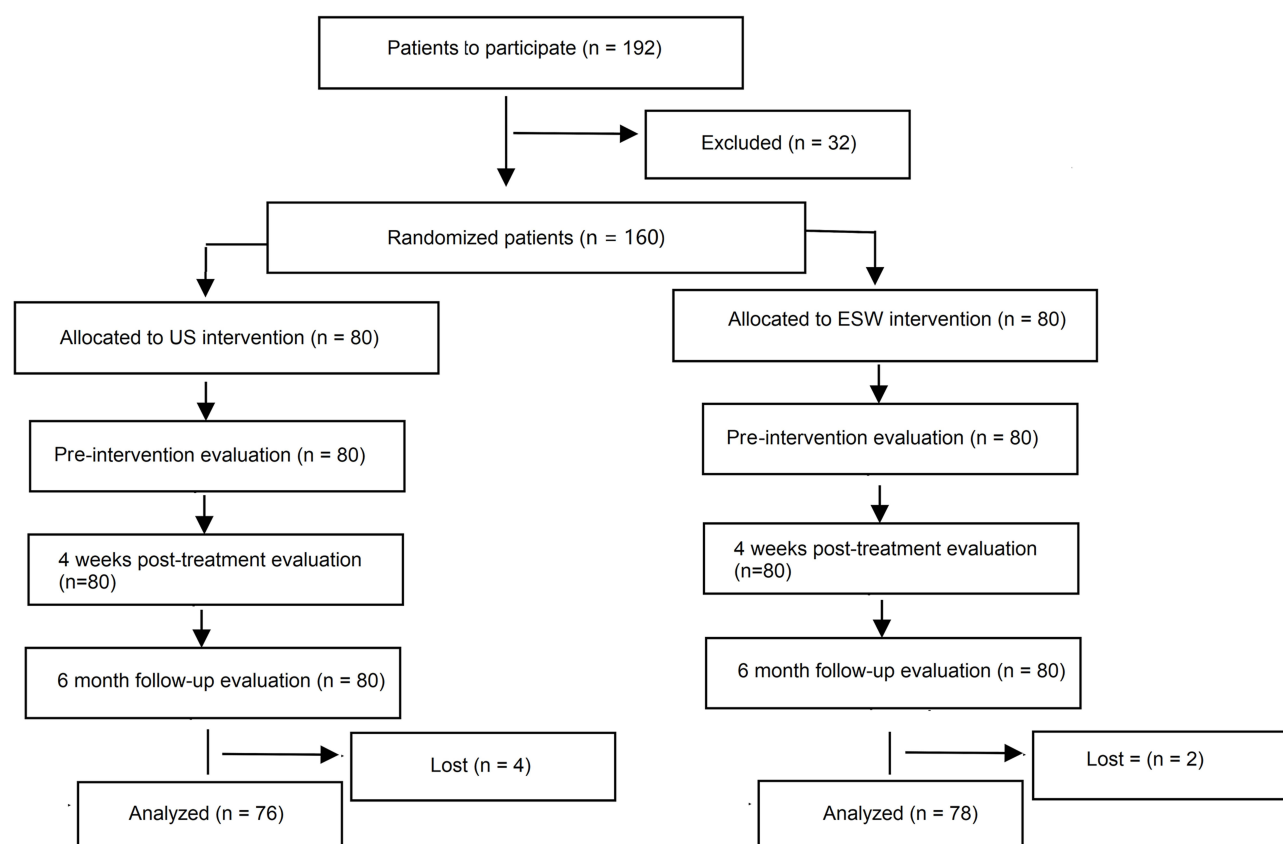 Patients to participate (n = 192)
Excluded (n = 32)
Randomized patients (n = 160)
Allocated to US intervention (n = 80)
Allocated to ESW intervention (n = 80)
Pre-intervention evaluation (n = 80)
Pre-intervention evaluation (n = 80)
4 weeks post-treatment evaluation
(n=80)
4 weeks post-treatment evaluation
(n=80)
6 month follow-up evaluation (n = 80)
6 month follow-up evaluation (n = 80)
Lost (n = 4)
Lost = (n = 2)
Analyzed (n = 76)
Analyzed (n = 78)